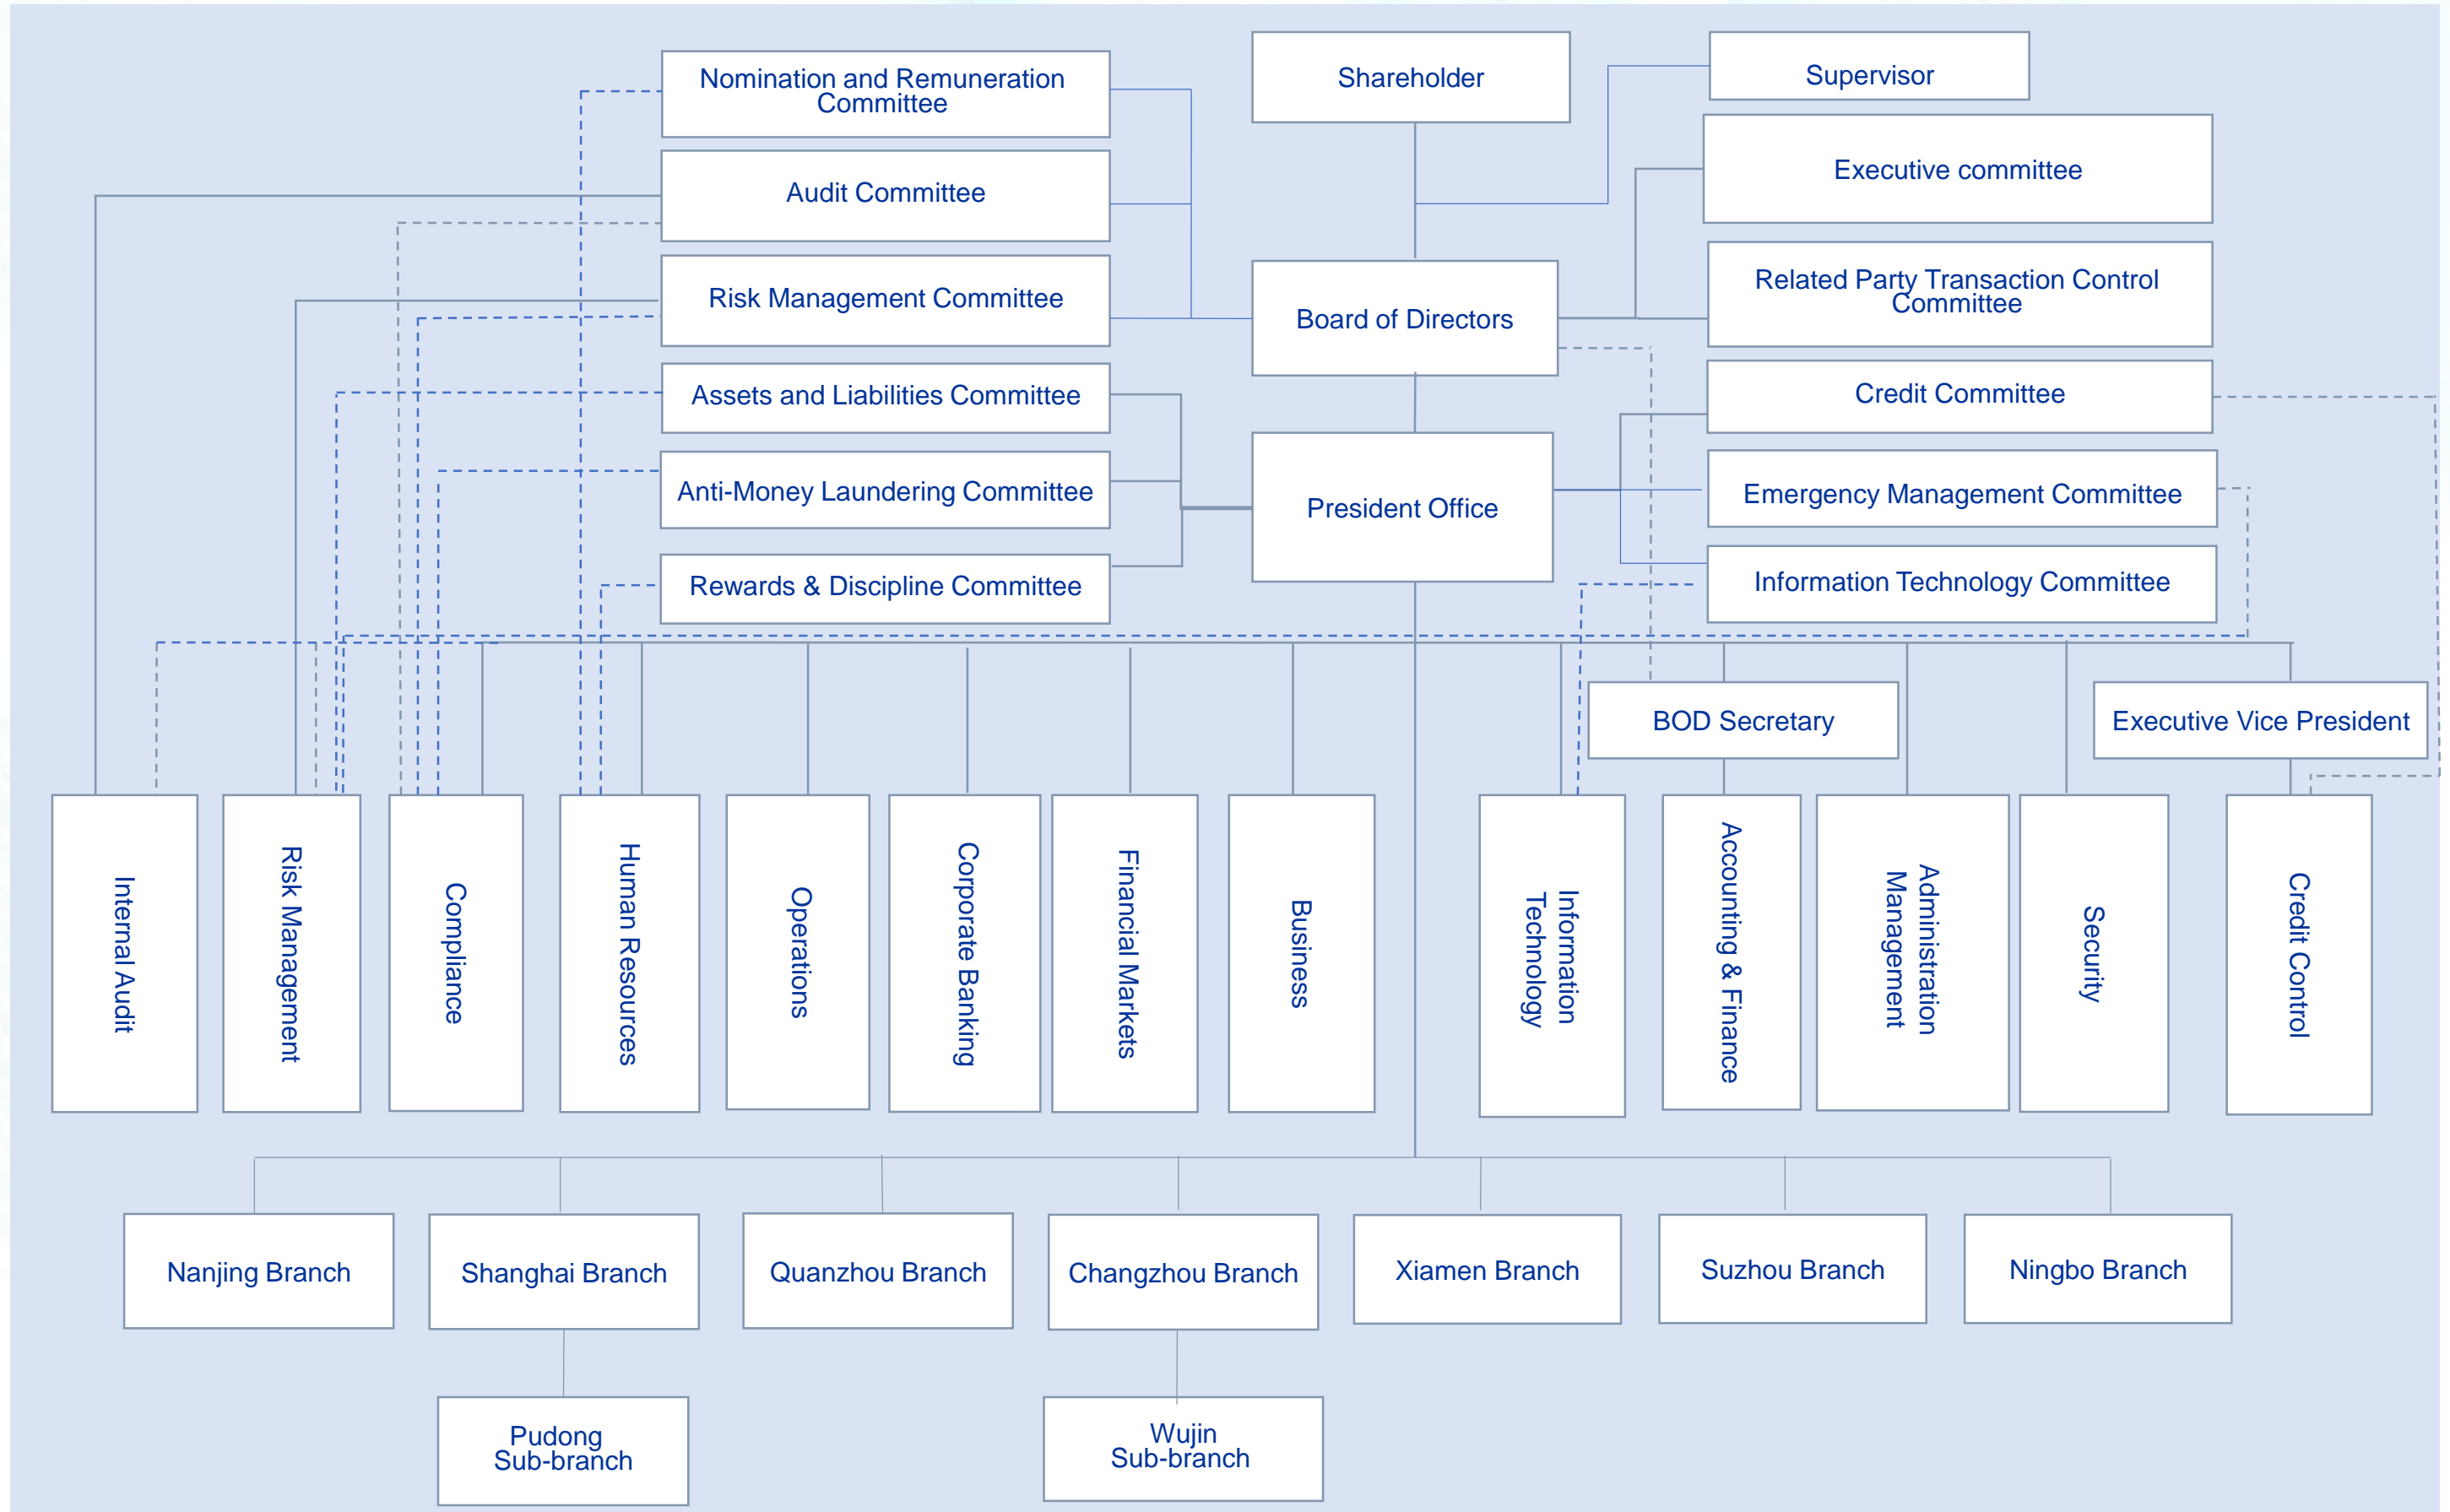 Nomination and Remuneration
Committee
Shareholder
Supervisor
Audit Committee
Executive committee
Risk Management Committee
Board of Directors
Related Party Transaction Control
Committee
Assets and Liabilities Committee
Credit Committee
Anti-Money Laundering Committee
President Office
Emergency Management Committee
Rewards & Discipline Committee
Information Technology Committee
BOD Secretary
Executive Vice President
Internal Audit
Risk Management
Compliance
Human Resources
Operations
Corporate Banking
Financial Markets
Business
Information
Technology
Accounting & Finance
Administration
Management
Security
Credit Control
Nanjing Branch
Shanghai Branch
Quanzhou Branch
Changzhou Branch
Xiamen Branch
Suzhou Branch
Ningbo Branch
Pudong
Sub-branch
Wujin
Sub-branch